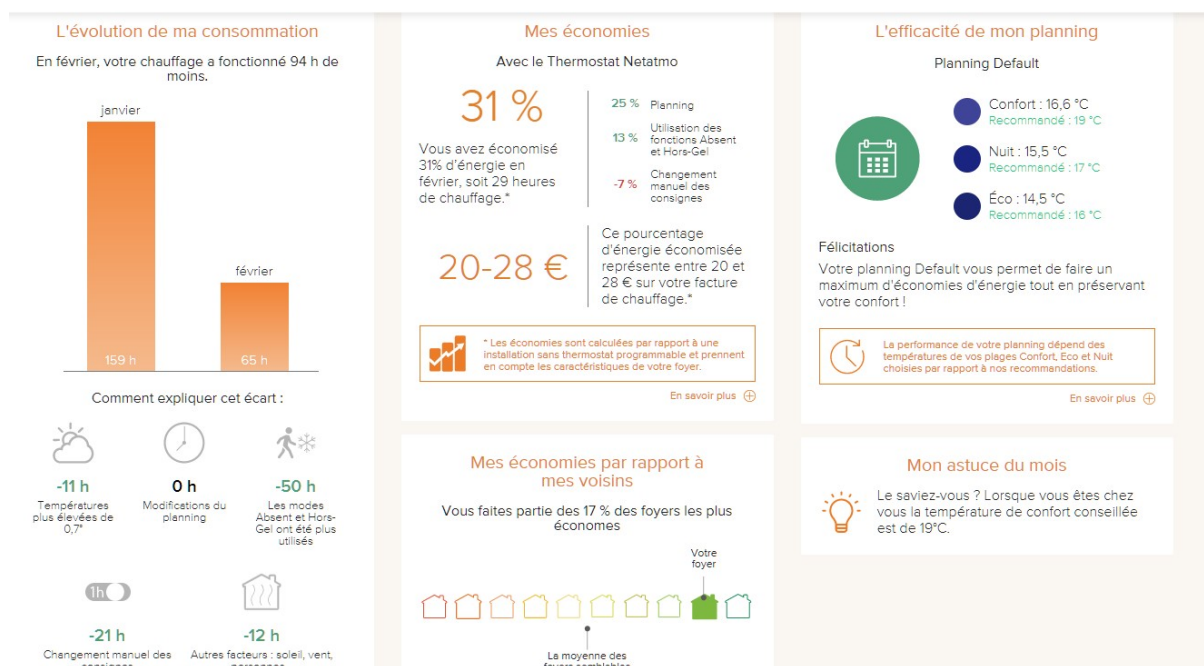 L'évolution de ma consommation
En février, votre chauffage a fonctionné 94 h de
moins.
janvier
159 h
février
65 h
Comment expliquer cet écart :
-11 h
Températures
plus élevées de
0,7°
0 h
Modifications du
planning
-50 h
Les modes
Absent et Hors-
Gel ont été plus
utilisés
1h
-21 h
Changement manuel des
consignes
-12 h
Autres facteurs : soleil, vent,
personnes
Mes économies
Avec le Thermostat Netatmo
31 %
Vous avez économisé
31% d'énergie en
février, soit 29 heures
de chauffage.*
25 % Planning
13 % Utilisation des
fonctions Absent
et Hors-Gel
-7 % Changement
manuel des
consignes
20-28 €
Ce pourcentage
d'énergie économisée
représente entre 20 et
28 € sur votre facture
de chauffage.*
* Les économies sont calculées par rapport à une
installation sans thermostat programmable et prennent
en compte les caractéristiques de votre foyer.
En savoir plus
Mes économies par rapport à
mes voisins
Vous faites partie des 17 % des foyers les plus
économes
Votre
foyer
La moyenne des
foyers semblables
L'efficacité de mon planning
Planning Default
Confort : 16,6 °C
Recommandé : 19 °C
Nuit : 15,5 °C
Recommandé : 17 °C
Éco : 14,5 °C
Recommandé : 16 °C
Félicitations
Votre planning Default vous permet de faire un
maximum d'économies d'énergie tout en préservant
votre confort !
La performance de votre planning dépend des
températures de vos plages Confort, Eco et Nuit
choisies par rapport à nos recommandations.
En savoir plus
Mon astuce du mois
Le saviez-vous ? Lorsque vous êtes chez
vous la température de confort conseillée
est de 19°C.